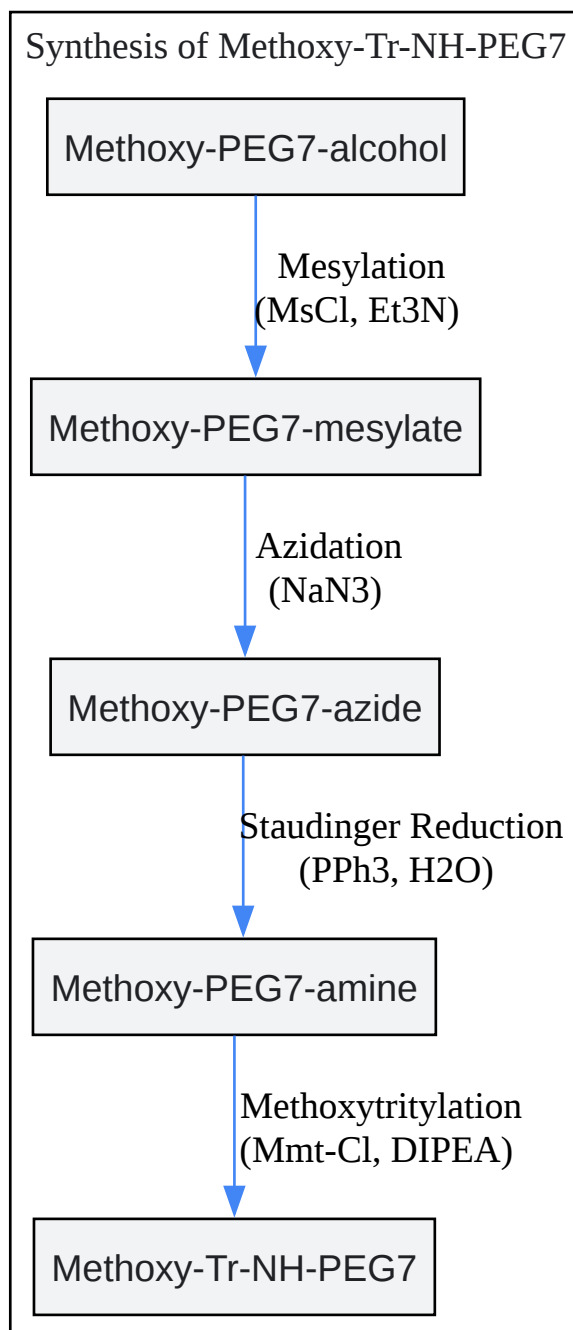 Synthesis of Methoxy-Tr-NH-PEG7
Methoxy-PEG7-alcohol
Mesylation
(MsCl, Et3N)
Methoxy-PEG7-mesylate
Azidation
(NaN3)
Methoxy-PEG7-azide
Staudinger Reduction
(PPh3, H2O)
Methoxy-PEG7-amine
Methoxytritylation
(Mmt-Cl, DIPEA)
Methoxy-Tr-NH-PEG7